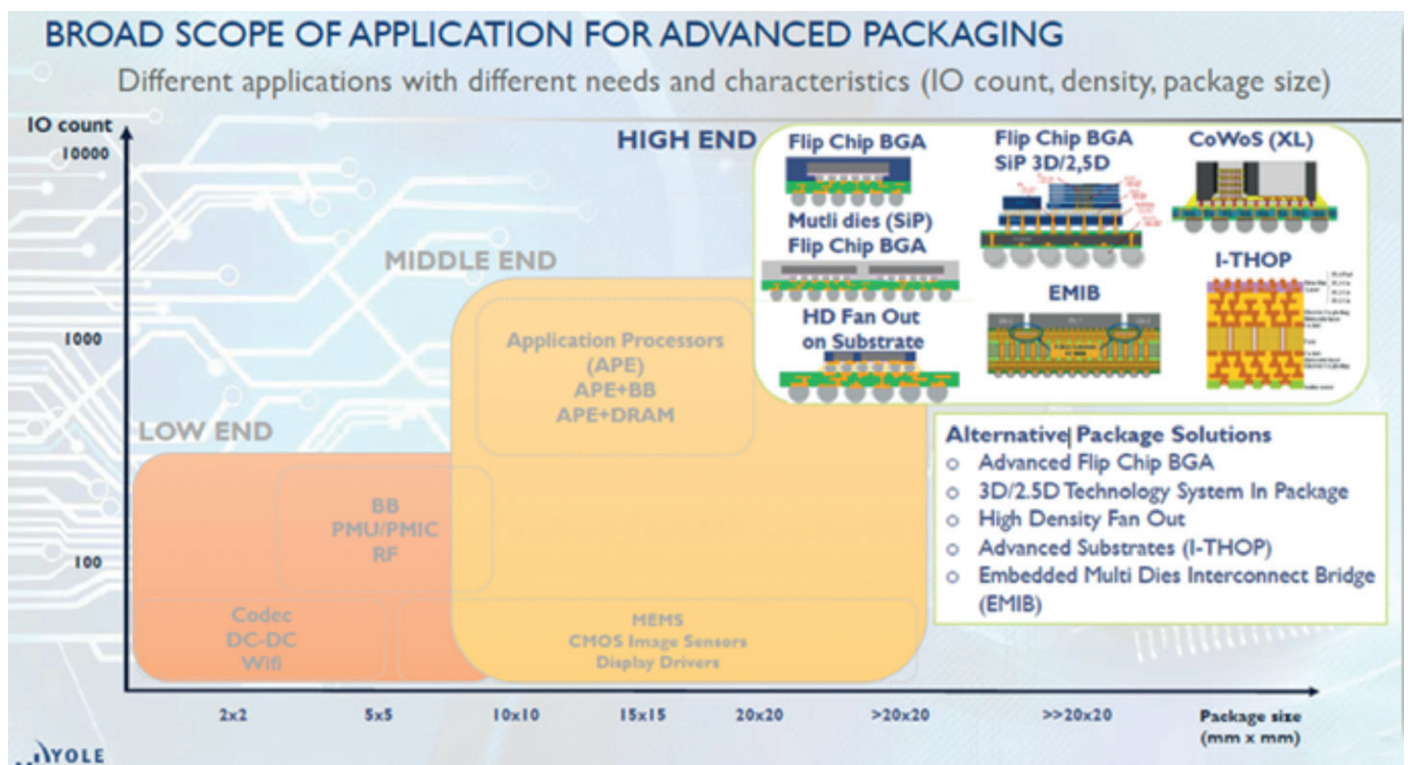 BROAD SCOPE OF APPLICATION FOR ADVANCED PACKAGING
Different applications with different needs and characteristics (IO count, density, package size)
IO count
10000
1000
100
HIGH END
Flip Chip BGA
Mutli dies (SiP)
Flip Chip BGA
HD Fan Out
on Substrate
Flip Chip BGA
SiP 3D/2,5D
EMIB
CoWoS (XL)
I-THOP
MIDDLE END
Application Processors
(APE)
APE+BB
APE+DRAM
LOW END
BB
PMU/PMIC
RF
Codec
DC-DC
Wifi
MEMS
CMOS Image Sensors
Display Drivers
Alternative Package Solutions
Advanced Flip Chip BGA
3D/2.5D Technology System In Package
High Density Fan Out
Advanced Substrates (I-THOP)
Embedded Multi Dies Interconnect Bridge
(EMIB)
2x2
5x5
10x10
15x15
20x20
>20x20
>>20x20
Package size
(mm x mm)
YOLE